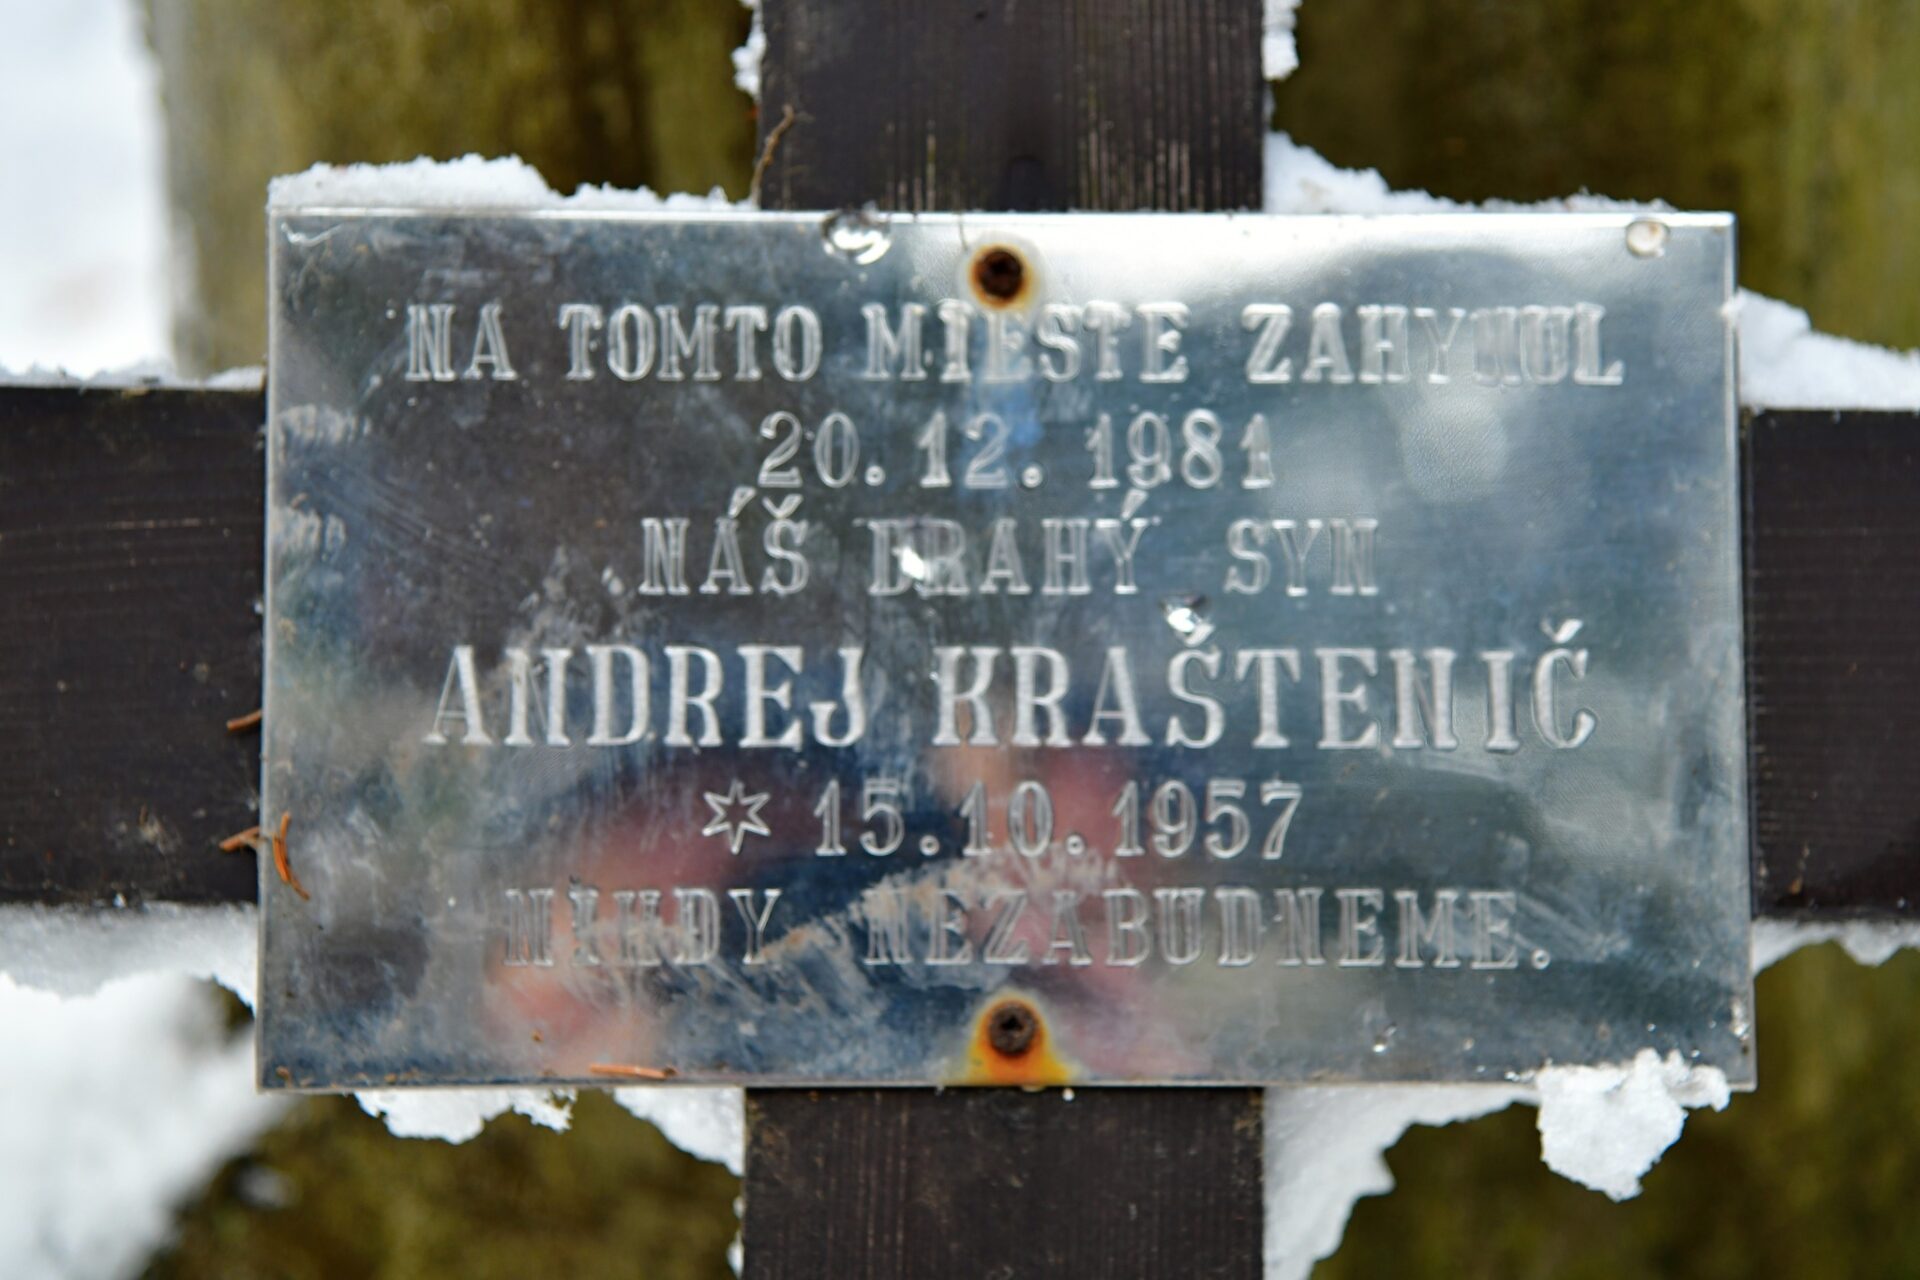 NA TOMTO MIESTE ZAHYNUL
20. 12. 1981
NÁŠ DRAHÝ SYN
ANDREJ KRAŠTENIČ
✡ 15.10.1957
NIKDY NEZABUDNEME.